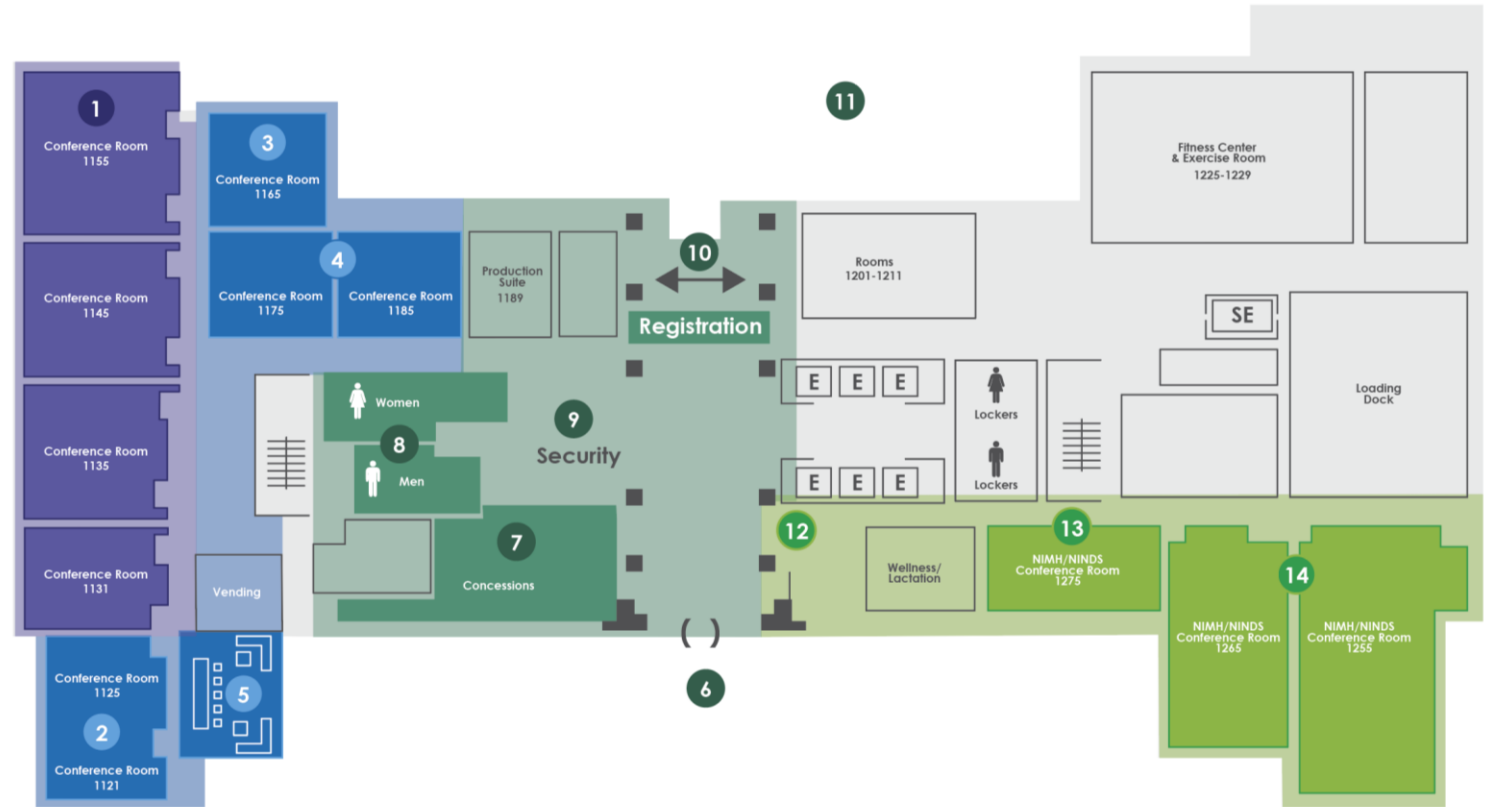 1
Conference Room
1155
Conference Room
1145
Conference Room
1135
Conference Room
1131
Conference Room
1125
2
Conference Room
1121
3
Conference Room
1165
4
Conference Room
1175
Conference Room
1185
Vending
5
Production
Suite
1189
Women
8
Men
7
Concessions
9
Security
10
Registration
6
11
Rooms
1201-1211
E E E
E E E
Lockers
Lockers
Fitness Center
& Exercise Room
1225-1229
SE
Loading
Dock
12
Wellness/
Lactation
13
NIMH/NINDS
Conference Room
1275
14
NIMH/NINDS
Conference Room
1265
NIMH/NINDS
Conference Room
1255